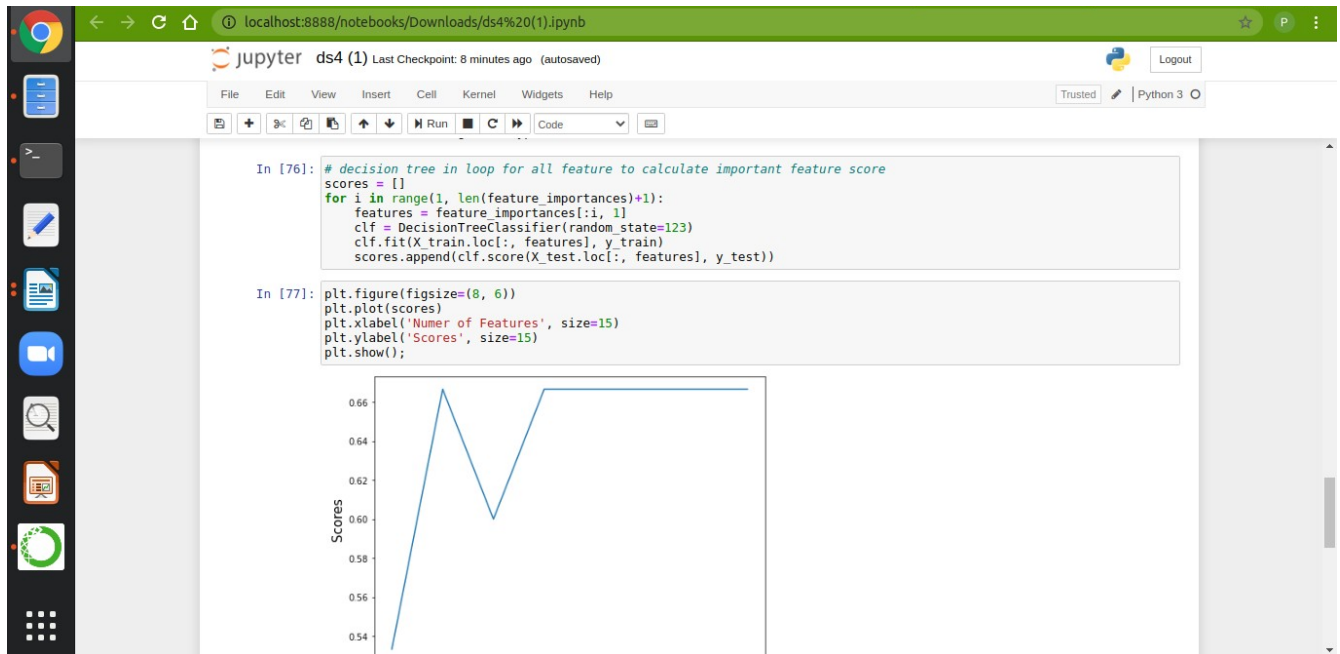 localhost:8888/notebooks/Downloads/ds4%20(1).ipynb
P
jupyter ds4 (1) Last Checkpoint: 8 minutes ago (autosaved)
Logout
File Edit View Insert Cell Kernel Widgets Help
Trusted Python 3
Run Code
In [76]: # decision tree in loop for all feature to calculate important feature score
scores = []
for i in range(1, len(feature_importances)+1):
    features = feature_importances[:i, 1]
    clf = DecisionTreeClassifier(random_state=123)
    clf.fit(X_train.loc[:, features], y_train)
    scores.append(clf.score(X_test.loc[:, features], y_test))
In [77]: plt.figure(figsize=(8, 6))
plt.plot(scores)
plt.xlabel('Numer of Features', size=15)
plt.ylabel('Scores', size=15)
plt.show();
0.66
0.64
0.62
0.60
0.58
0.56
0.54
Scores